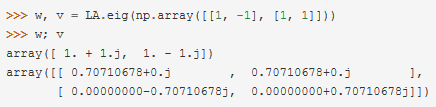 >>> w, v = LA.eig(np.array([[1, -1], [1, 1]]))
>>> w; v
array([ 1. + 1.j,  1. - 1.j])
array([[ 0.70710678+0.j        ,  0.70710678+0.j        ],
       [ 0.00000000-0.70710678j,  0.00000000+0.70710678j]])